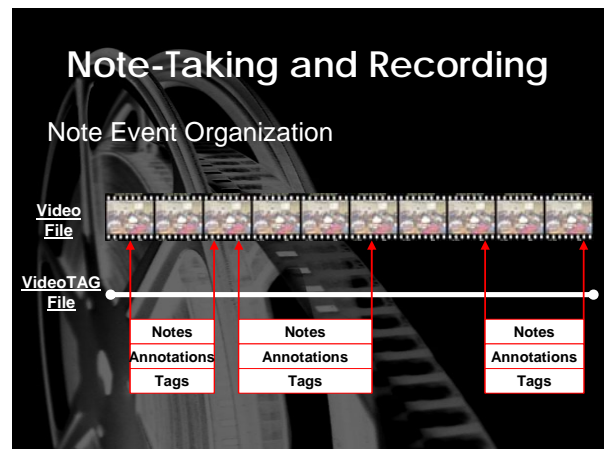 Note-Taking and Recording
Note Event Organization
Video
File
VideoTAG
File
Notes Notes Notes
Annotations Annotations Annotations
Tags Tags Tags